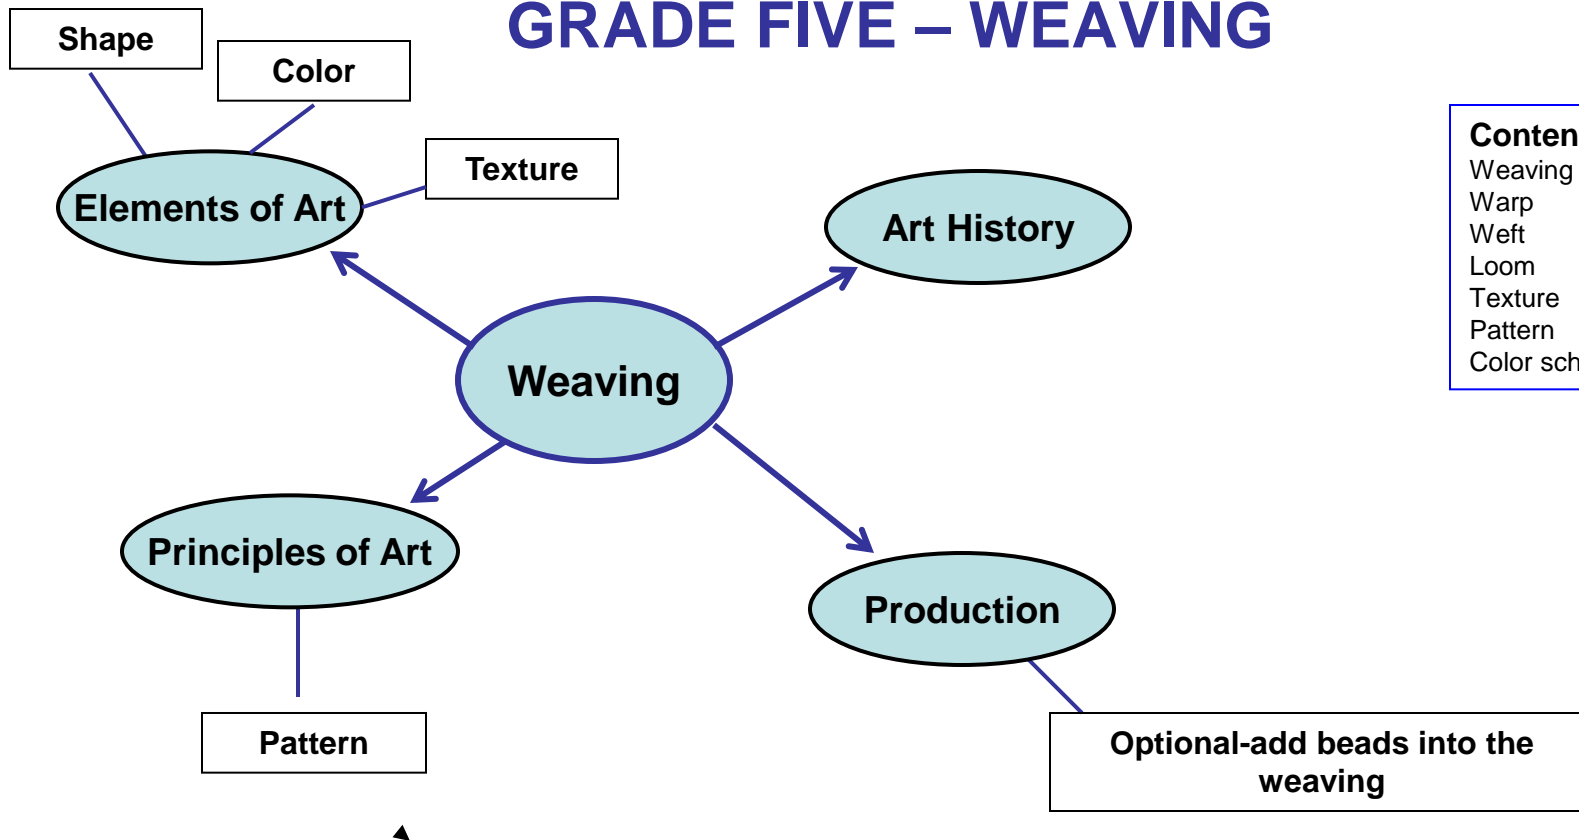 GRADE FIVE – WEAVING
Shape
Color
Texture
Elements of Art
Art History
Weaving
Principles of Art
Production
Pattern
Optional-add beads into the
weaving
Conten
Weaving
Warp
Weft
Loom
Texture
Pattern
Color sch